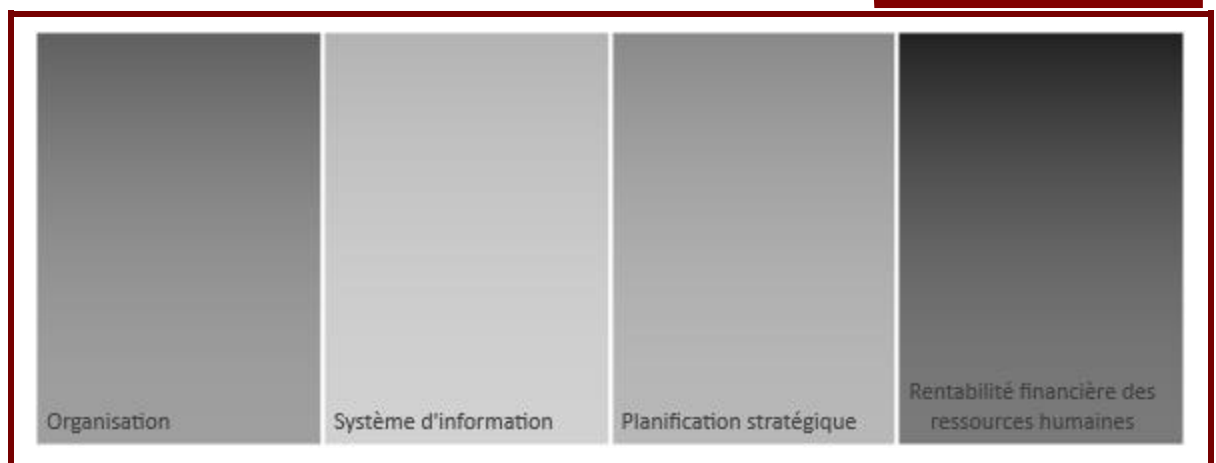 Organisation
Système d'information
Planification stratégique
Rentabilité financière des
ressources humaines